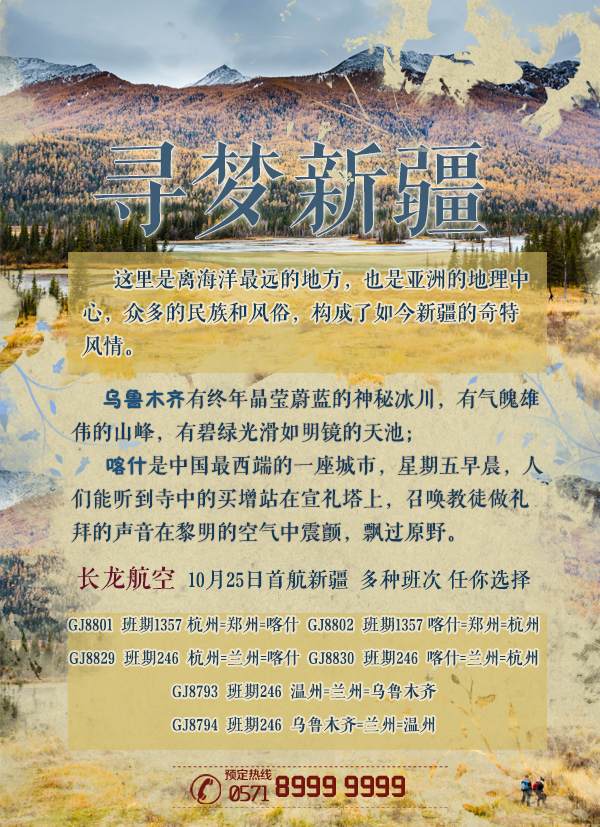 寻梦新疆
这里是离海洋最远的地方，也是亚洲的地理中
心，众多的民族和风俗，构成了如今新疆的奇特
风情。
乌鲁木齐有终年晶莹蔚蓝的神秘冰川，有气魄雄
伟的山峰，有碧绿光滑如明镜的天池；
喀什是中国最西端的一座城市，星期五早晨，人
们能听到寺中的买增站在宣礼塔上，召唤教徒做礼
拜的声音在黎明的空气中震颤，飘过原野。
长龙航空 10月25日首航新疆 多种班次 任你选择
GJ8801 班期1357 杭州=郑州=喀什 GJ8802 班期1357 喀什=郑州=杭州
GJ8829 班期246 杭州=兰州=喀什 GJ8830 班期246 喀什=兰州=杭州
GJ8793 班期246 温州=兰州=乌鲁木齐
GJ8794 班期246 乌鲁木齐=兰州=温州
预定热线
0571 8999 9999